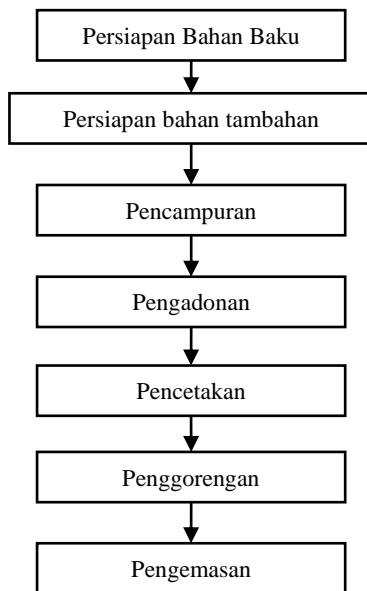 Persiapan Bahan Baku
Persiapan bahan tambahan
Pencampuran
Pengadonan
Pencetakan
Penggorengan
Pengemasan